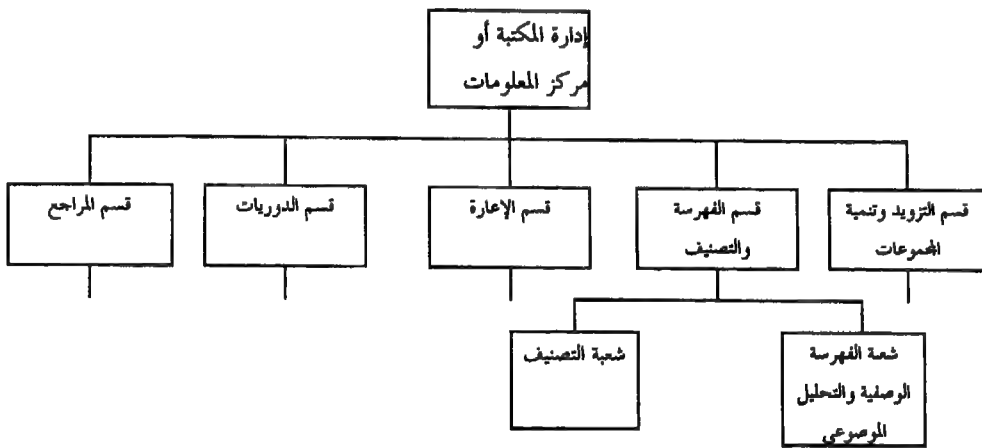 إدارة المكتبة أو
مركز المعلومات
قسم التزويد وتنمية
المجموعات
قسم الفهرسة
والتصنيف
قسم الإعارة
قسم الدوريات
قسم المراجع
شعبة الفهرسة
الوصفية والتحليل
الموصوعي
شعبة التصنيف